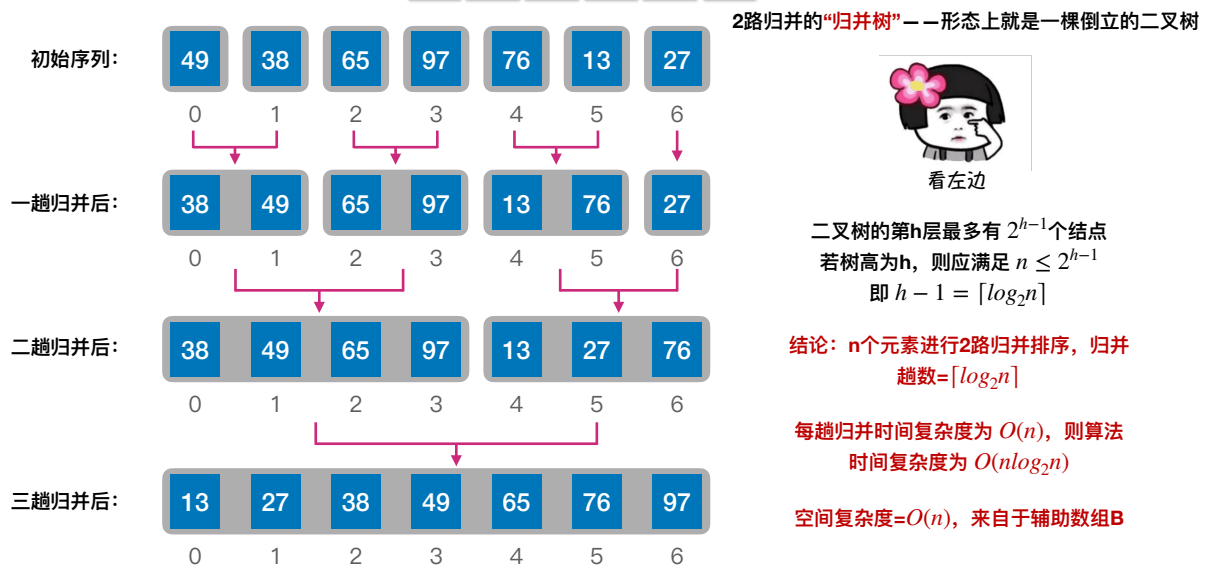 初始序列：
49 38 65 97 76 13 27
0 1 2 3 4 5 6
一趟归并后：
38 49 65 97 13 76 27
0 1 2 3 4 5 6
二趟归并后：
38 49 65 97 13 27 76
0 1 2 3 4 5 6
三趟归并后：
13 27 38 49 65 76 97
0 1 2 3 4 5 6
2路归并的“归并树”——形态上就是一棵倒立的二叉树
看左边
二叉树的第h层最多有 $2^{h-1}$个结点
若树高为h，则应满足 $n \leq 2^{h-1}$
即 $h - 1 = \lceil log_2 n \rceil$
结论：n个元素进行2路归并排序，归并
趟数=$\lceil log_2 n \rceil$
每趟归并时间复杂度为 $O(n)$，则算法
时间复杂度为 $O(nlog_2 n)$
空间复杂度=$O(n)$，来自于辅助数组B